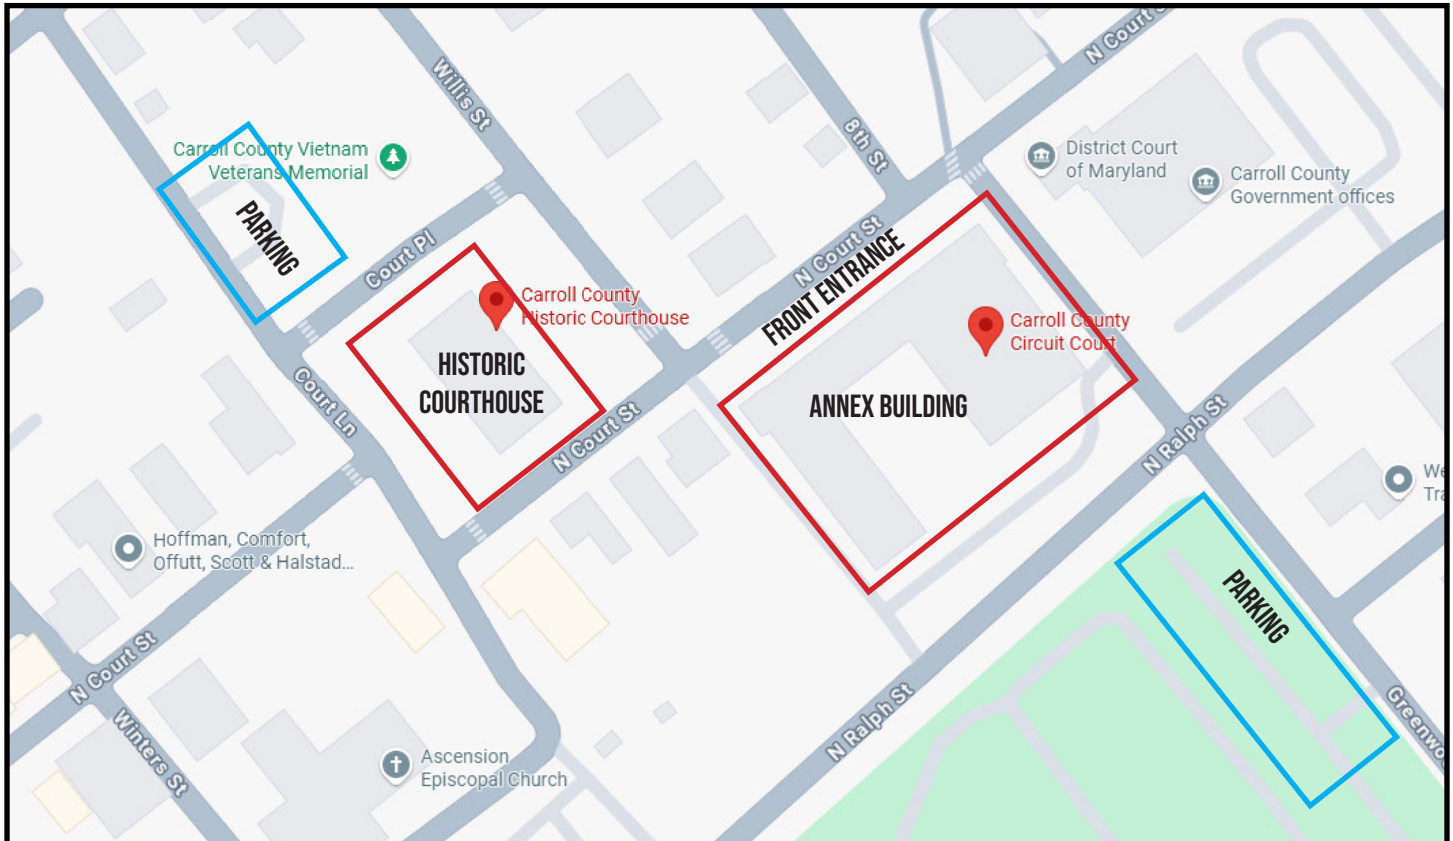 N Court S
Willis St
8th St
Carroll County Vietnam
Veterans Memorial
District Court
of Maryland
Carroll County
Government offices
PARKING
Court Pl
N Court St
FRONT ENTRANCE
Carroll County
Historic Courthouse
Carroll County
Circuit Court
HISTORIC
COURTHOUSE
ANNEX BUILDING
Court Ln
N Court St
N Ralph St
We
Tra
Hoffman, Comfort,
Offutt, Scott & Halstad...
PARKING
N Court St
N Ralph St
Greenwo
Winters St
Ascension
Episcopal Church